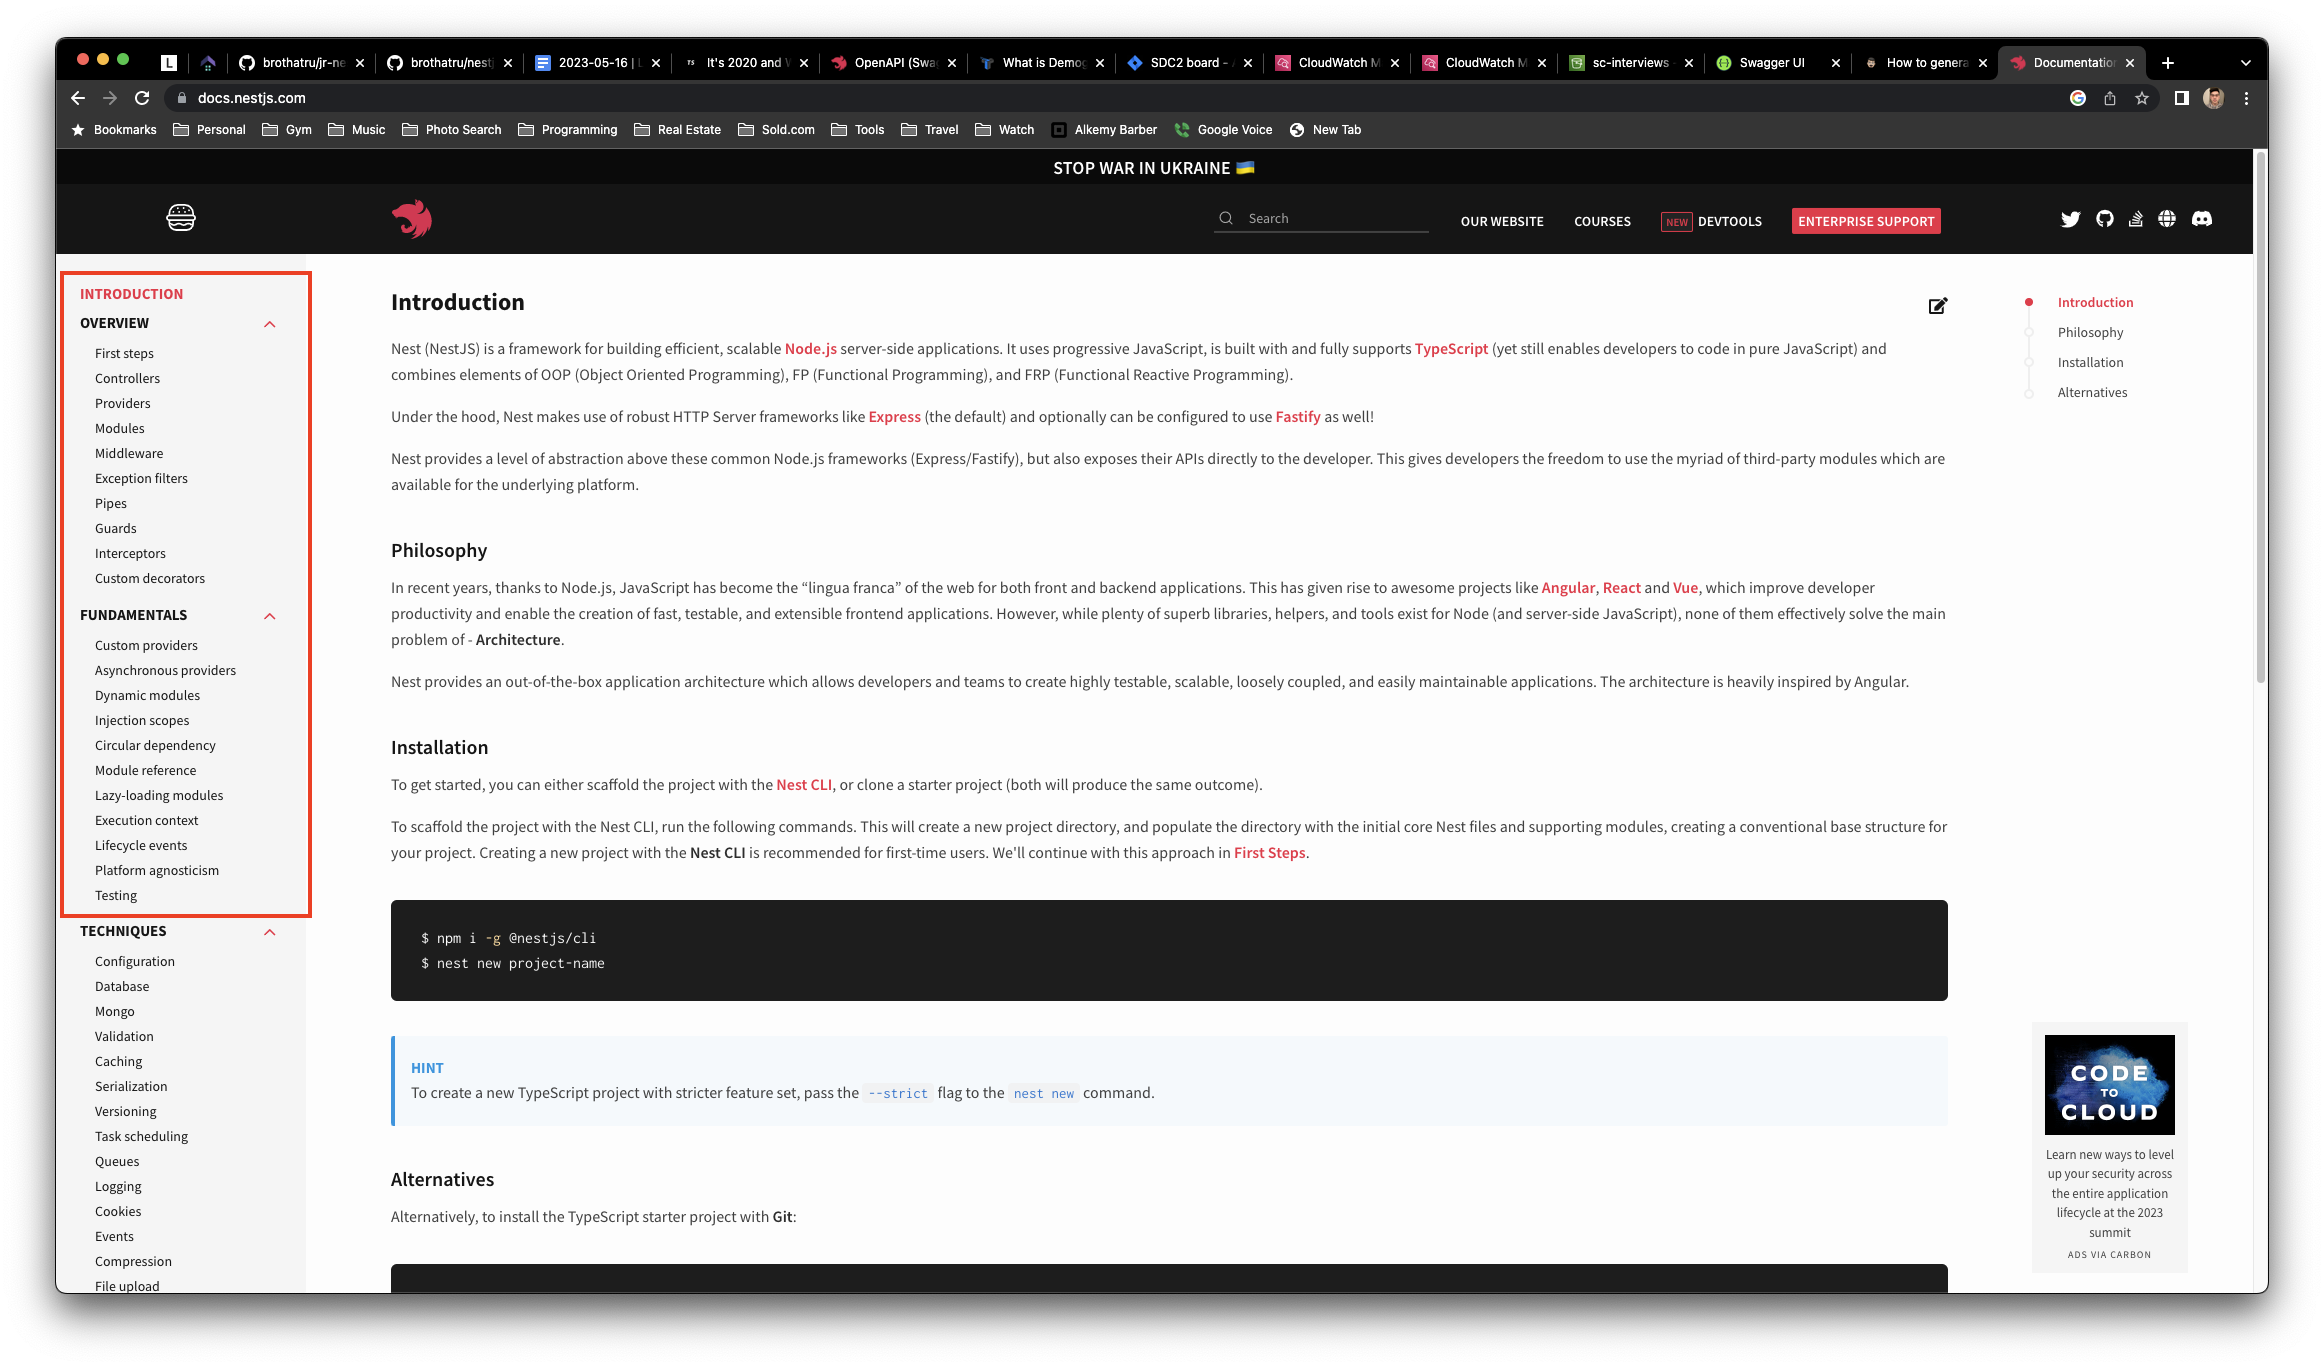 L
brothatru/jr-ne
brothatru/nest
2023-05-16 | L
It's 2020 and
OpenAPI (Swa
What is Demog
SDC2 board -
CloudWatch M
CloudWatch M
sc-interviews
Swagger UI
How to genera
Documentation
docs.nestjs.com
Bookmarks Personal Gym Music Photo Search Programming Real Estate Sold.com Tools Travel Watch Alkemy Barber Google Voice New Tab
STOP WAR IN UKRAINE 🇺🇦
Search
OUR WEBSITE COURSES NEW DEVTOOLS ENTERPRISE SUPPORT
INTRODUCTION
OVERVIEW
First steps
Controllers
Providers
Modules
Middleware
Exception filters
Pipes
Guards
Interceptors
Custom decorators
FUNDAMENTALS
Custom providers
Asynchronous providers
Dynamic modules
Injection scopes
Circular dependency
Module reference
Lazy-loading modules
Execution context
Lifecycle events
Platform agnosticism
Testing
TECHNIQUES
Configuration
Database
Mongo
Validation
Caching
Serialization
Versioning
Task scheduling
Queues
Logging
Cookies
Events
Compression
File upload
Introduction
Nest (NestJS) is a framework for building efficient, scalable Node.js server-side applications. It uses progressive JavaScript, is built with and fully supports TypeScript (yet still enables developers to code in pure JavaScript) and
combines elements of OOP (Object Oriented Programming), FP (Functional Programming), and FRP (Functional Reactive Programming).
Under the hood, Nest makes use of robust HTTP Server frameworks like Express (the default) and optionally can be configured to use Fastify as well!
Nest provides a level of abstraction above these common Node.js frameworks (Express/Fastify), but also exposes their APIs directly to the developer. This gives developers the freedom to use the myriad of third-party modules which are
available for the underlying platform.
Philosophy
In recent years, thanks to Node.js, JavaScript has become the “lingua franca” of the web for both front and backend applications. This has given rise to awesome projects like Angular, React and Vue, which improve developer
productivity and enable the creation of fast, testable, and extensible frontend applications. However, while plenty of superb libraries, helpers, and tools exist for Node (and server-side JavaScript), none of them effectively solve the main
problem of - Architecture.
Nest provides an out-of-the-box application architecture which allows developers and teams to create highly testable, scalable, loosely coupled, and easily maintainable applications. The architecture is heavily inspired by Angular.
Installation
To get started, you can either scaffold the project with the Nest CLI, or clone a starter project (both will produce the same outcome).
To scaffold the project with the Nest CLI, run the following commands. This will create a new project directory, and populate the directory with the initial core Nest files and supporting modules, creating a conventional base structure for
your project. Creating a new project with the Nest CLI is recommended for first-time users. We'll continue with this approach in First Steps.
$ npm i -g @nestjs/cli
$ nest new project-name
HINT
To create a new TypeScript project with stricter feature set, pass the --strict flag to the nest new command.
Alternatives
Alternatively, to install the TypeScript starter project with Git:
Introduction
Philosophy
Installation
Alternatives
CODE
TO
CLOUD
Learn new ways to level
up your security across
the entire application
lifecycle at the 2023
summit
ADS VIA CARBON